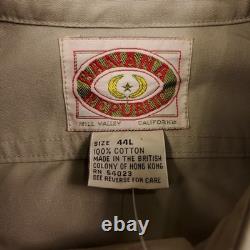 BANANA
REPUBLIC
MILL VALLEY CALIFORNIA
SIZE 44L
100% COTTON
MADE IN THE BRITISH
COLONY OF HONG KONG
RN 54023
SEE REVERSE FOR CARE